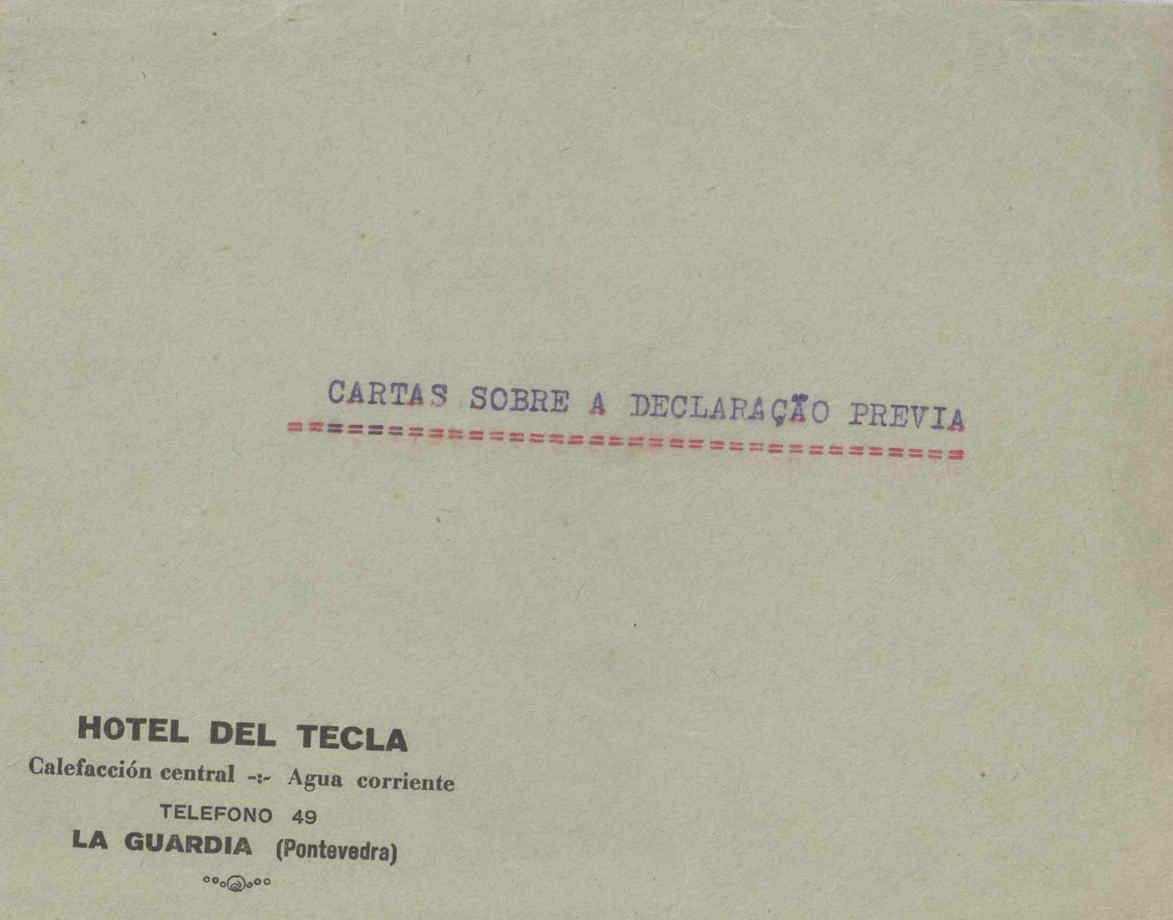 CARTAS SOBRE A DECLARAÇÃO PREVIA
==================================
HOTEL DEL TECLA
Calefacción central -:- Agua corriente
TELEFONO 49
LA GUARDIA (Pontevedra)